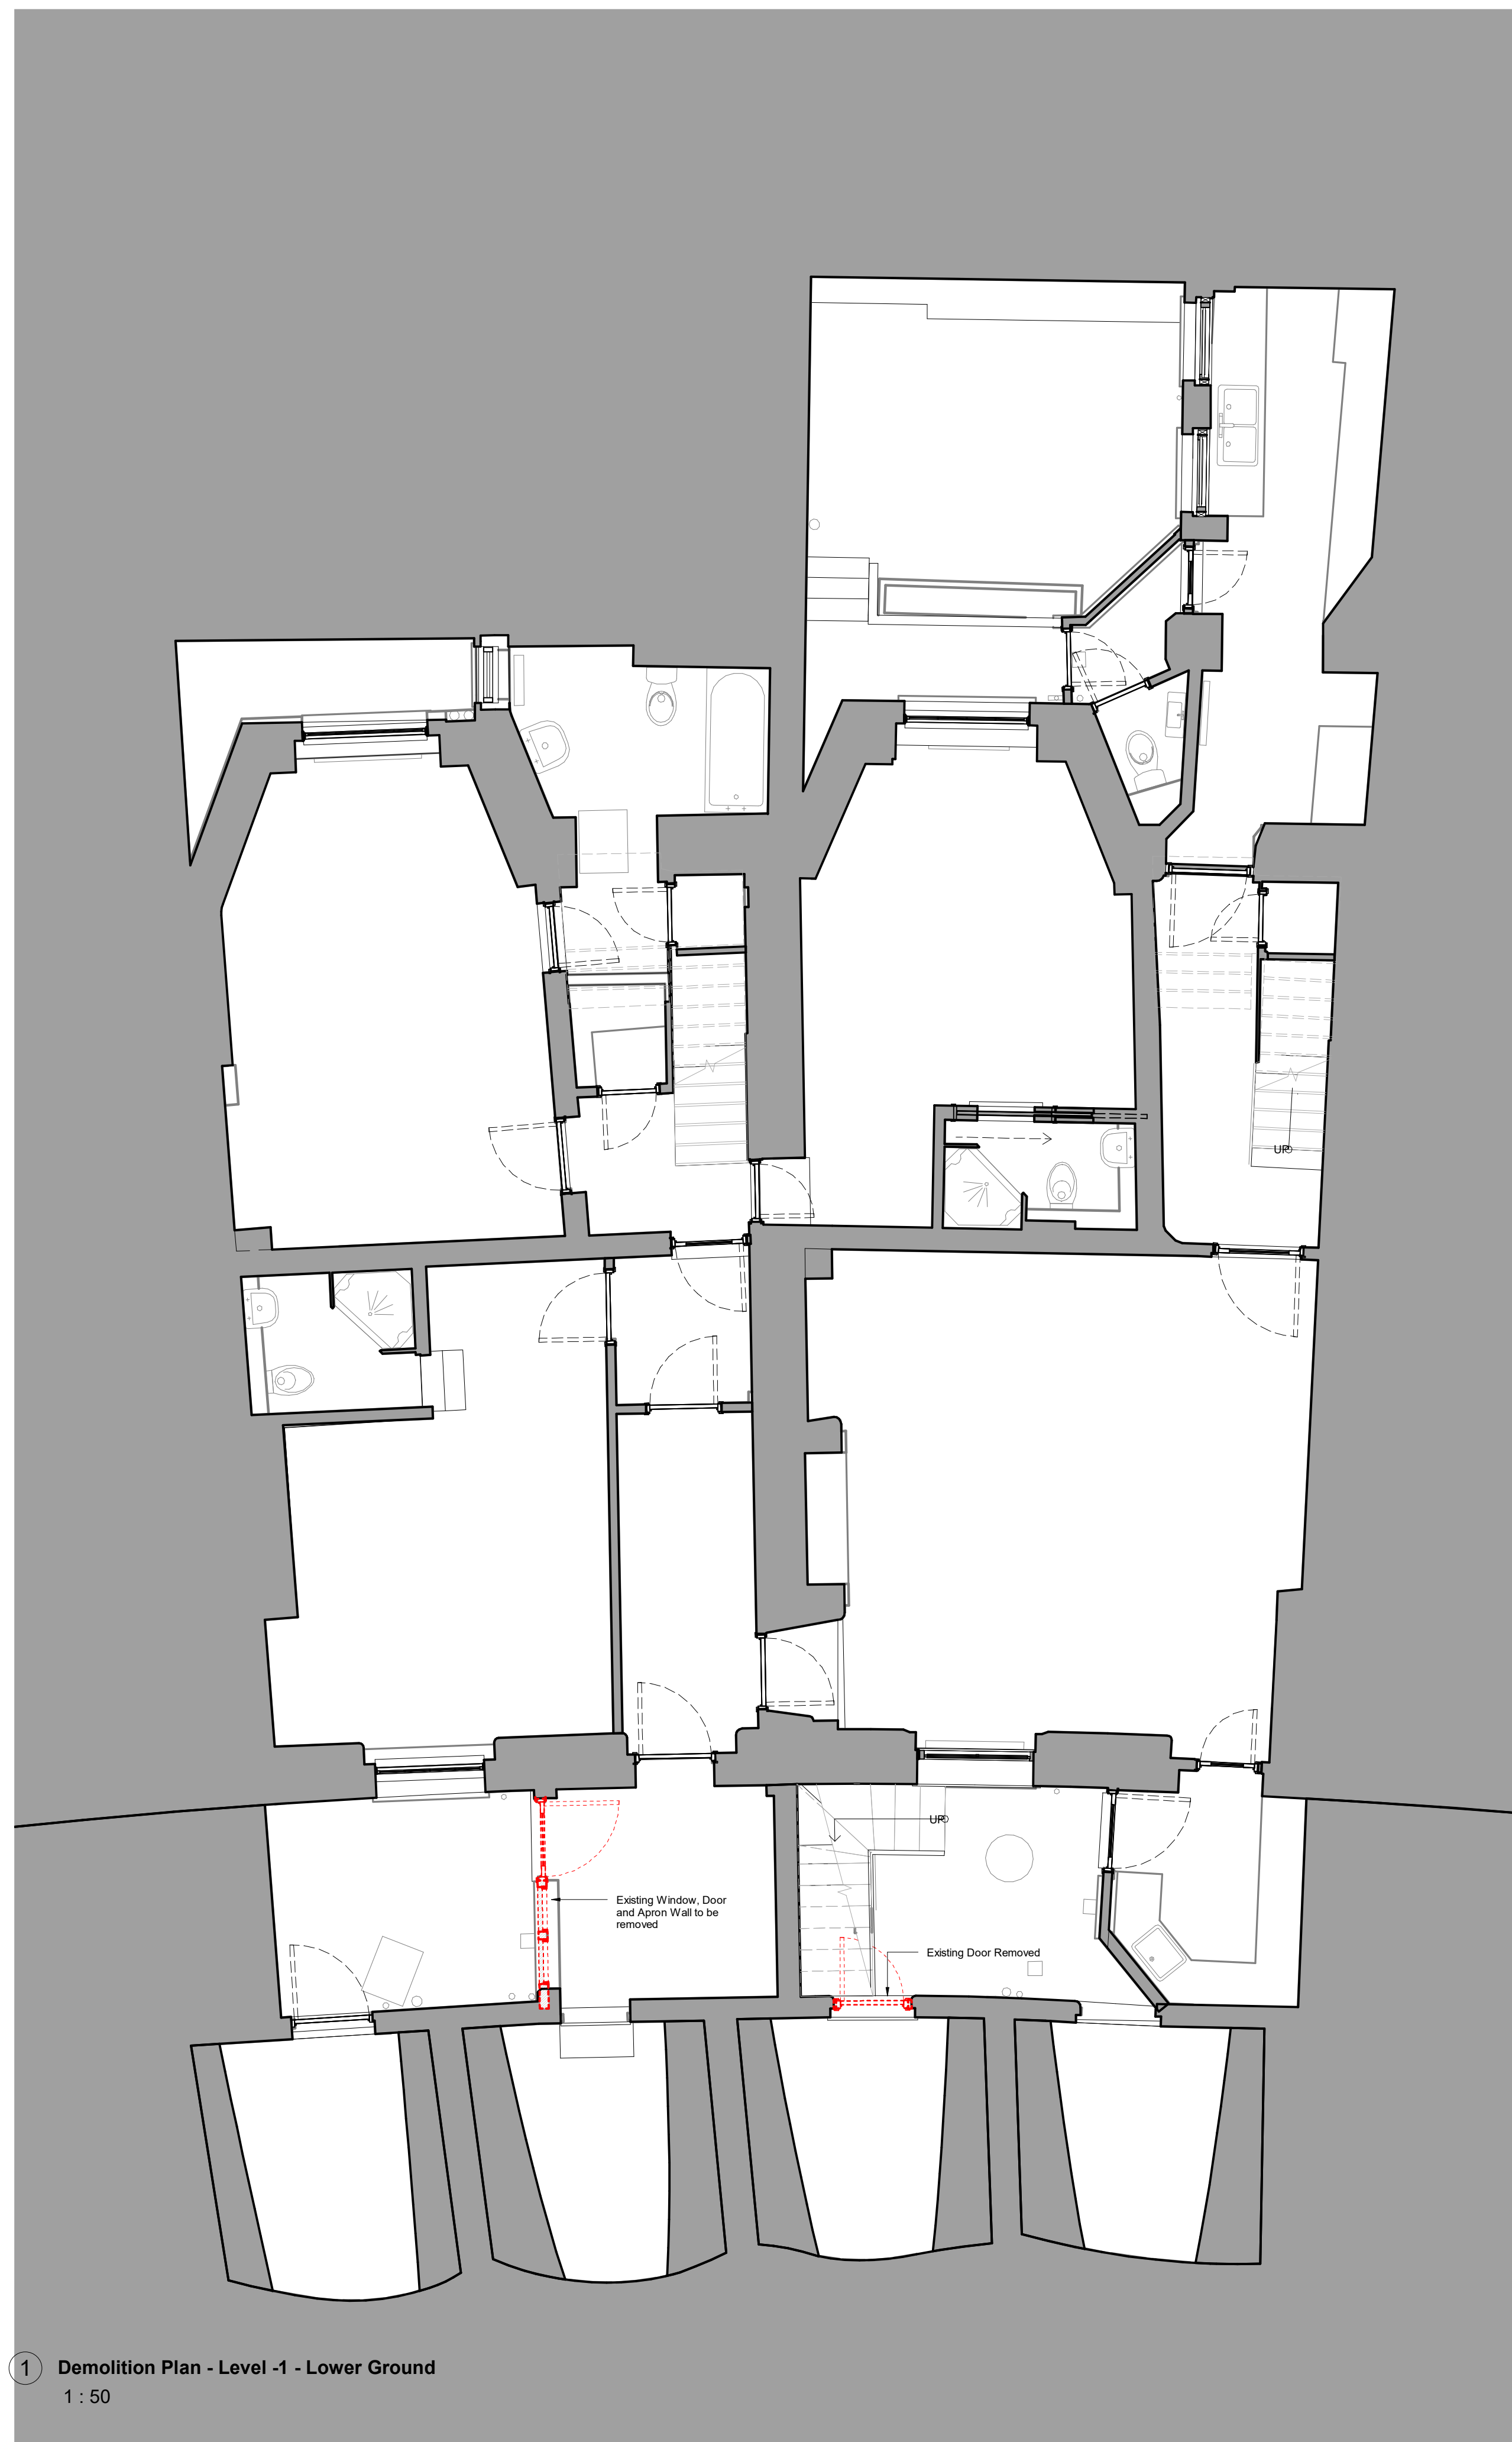 UP
UP
Existing Window, Door
and Apron Wall to be
removed
Existing Door Removed
1
Demolition Plan - Level -1 - Lower Ground
1 : 50